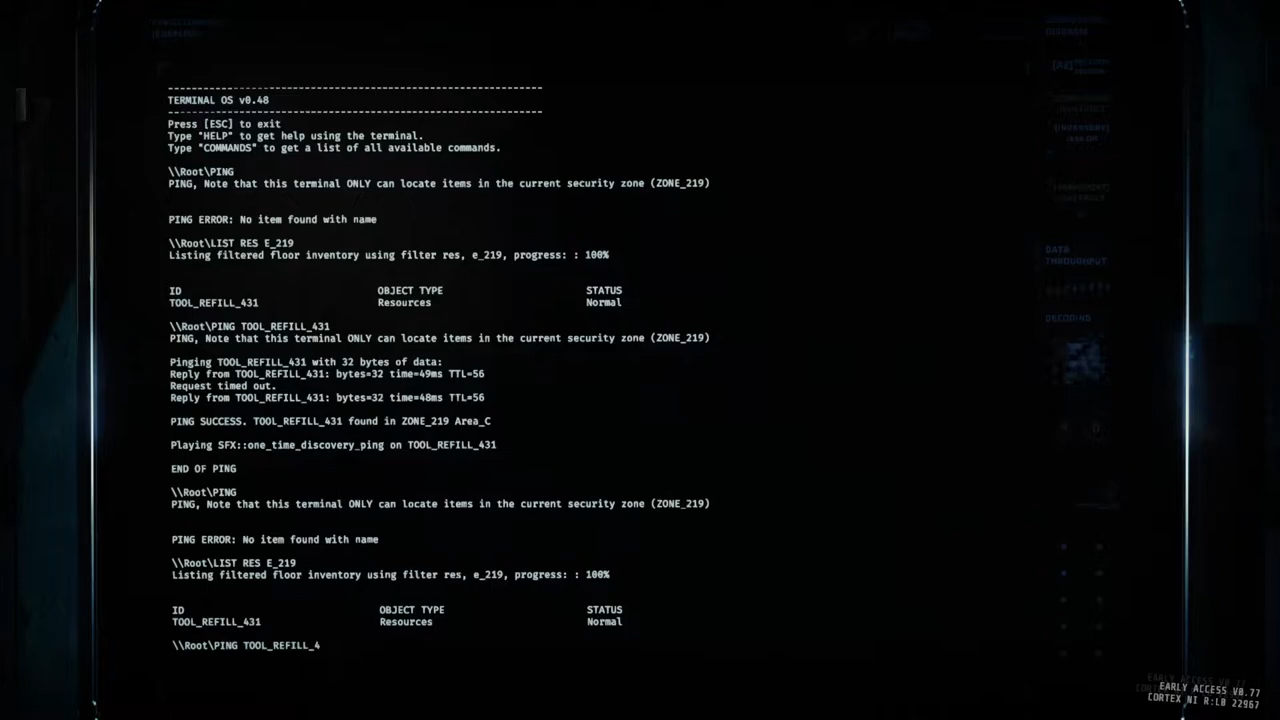 --------------------------------------------------------------
TERMINAL OS v0.48
--------------------------------------------------------------
Press [ESC] to exit
Type "HELP" to get help using the terminal.
Type "COMMANDS" to get a list of all available commands.
\\Root\PING
PING, Note that this terminal ONLY can locate items in the current security zone (ZONE_219)
PING ERROR: No item found with name
\\Root\LIST RES E_219
Listing filtered floor inventory using filter res, e_219, progress: : 100%
ID OBJECT TYPE STATUS
TOOL_REFILL_431 Resources Normal
\\Root\PING TOOL_REFILL_431
PING, Note that this terminal ONLY can locate items in the current security zone (ZONE_219)
Pinging TOOL_REFILL_431 with 32 bytes of data:
Reply from TOOL_REFILL_431: bytes=32 time=49ms TTL=56
Request timed out.
Reply from TOOL_REFILL_431: bytes=32 time=48ms TTL=56
PING SUCCESS. TOOL_REFILL_431 found in ZONE_219 Area_C
Playing SFX::one_time_discovery_ping on TOOL_REFILL_431
END OF PING
\\Root\PING
PING, Note that this terminal ONLY can locate items in the current security zone (ZONE_219)
PING ERROR: No item found with name
\\Root\LIST RES E_219
Listing filtered floor inventory using filter res, e_219, progress: : 100%
ID OBJECT TYPE STATUS
TOOL_REFILL_431 Resources Normal
\\Root\PING TOOL_REFILL_4
DATA
THROUGHPUT
DECODING
EARLY ACCESS V0.77
CORTEX NI R:L0 22967